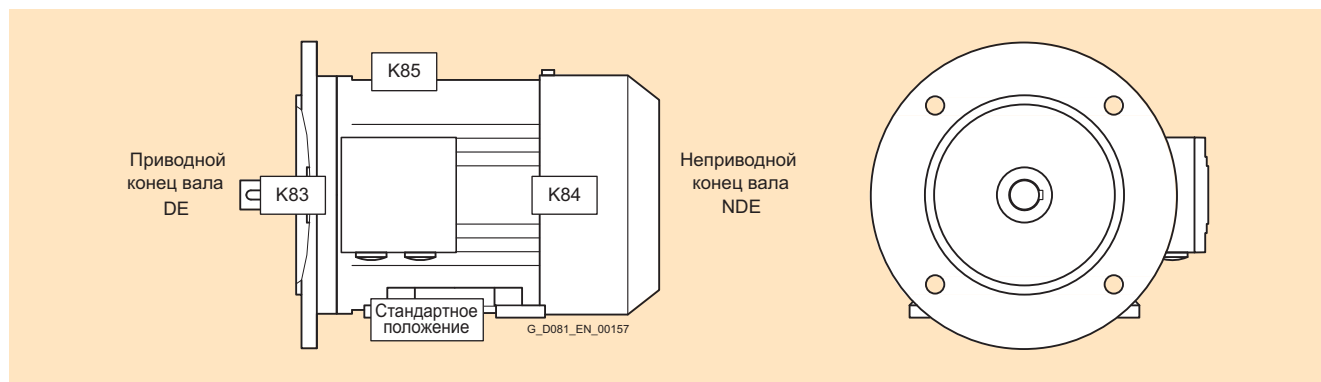 K85
Приводной
конец вала
DE
K83
K84
Неприводной
конец вала
NDE
Стандартное
положение
G_D081_EN_00157